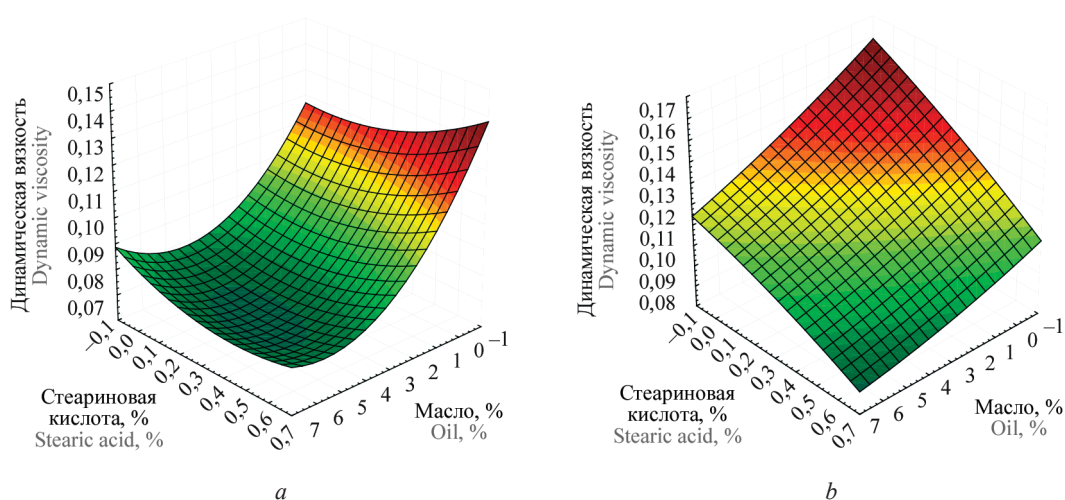 Динамическая вязкость
Dynamic viscosity
0,15
0,14
0,13
0,12
0,11
0,10
0,09
0,08
0,07
–0,1
0,0
0,1
0,2
0,3
0,4
0,5
0,6
0,7
7 6 5 4 3 2 1 0 –1
Стеариновая
кислота, %
Stearic acid, %
Масло, %
Oil, %
a
Динамическая вязкость
Dynamic viscosity
0,17
0,16
0,15
0,14
0,13
0,12
0,11
0,10
0,09
0,08
–0,1
0,0
0,1
0,2
0,3
0,4
0,5
0,6
0,7
7 6 5 4 3 2 1 0 –1
Стеариновая
кислота, %
Stearic acid, %
Масло, %
Oil, %
b